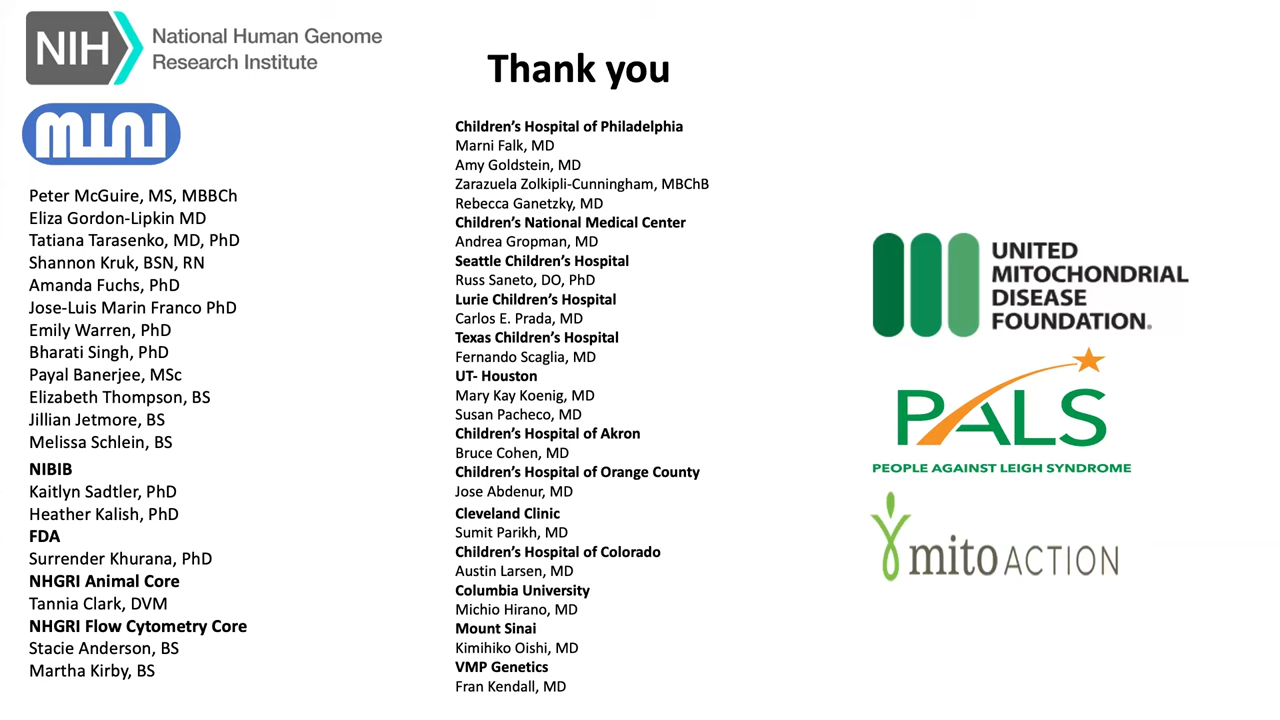 NIH
National Human Genome
Research Institute
mini
Peter McGuire, MS, MBBCh
Eliza Gordon-Lipkin MD
Tatiana Tarasenko, MD, PhD
Shannon Kruk, BSN, RN
Amanda Fuchs, PhD
Jose-Luis Marin Franco PhD
Emily Warren, PhD
Bharati Singh, PhD
Payal Banerjee, MSc
Elizabeth Thompson, BS
Jillian Jetmore, BS
Melissa Schlein, BS
NIBIB
Kaitlyn Sadtler, PhD
Heather Kalish, PhD
FDA
Surrender Khurana, PhD
NHGRI Animal Core
Tannia Clark, DVM
NHGRI Flow Cytometry Core
Stacie Anderson, BS
Martha Kirby, BS
Thank you
Children’s Hospital of Philadelphia
Marni Falk, MD
Amy Goldstein, MD
Zarazuela Zolkipli-Cunningham, MBChB
Rebecca Ganetzky, MD
Children’s National Medical Center
Andrea Gropman, MD
Seattle Children’s Hospital
Russ Saneto, DO, PhD
Lurie Children’s Hospital
Carlos E. Prada, MD
Texas Children’s Hospital
Fernando Scaglia, MD
UT- Houston
Mary Kay Koenig, MD
Susan Pacheco, MD
Children’s Hospital of Akron
Bruce Cohen, MD
Children’s Hospital of Orange County
Jose Abdenur, MD
Cleveland Clinic
Sumit Parikh, MD
Children’s Hospital of Colorado
Austin Larsen, MD
Columbia University
Michio Hirano, MD
Mount Sinai
Kimihiko Oishi, MD
VMP Genetics
Fran Kendall, MD
UNITED
MITOCHONDRIAL
DISEASE
FOUNDATION.
PALS
PEOPLE AGAINST LEIGH SYNDROME
mitoACTION